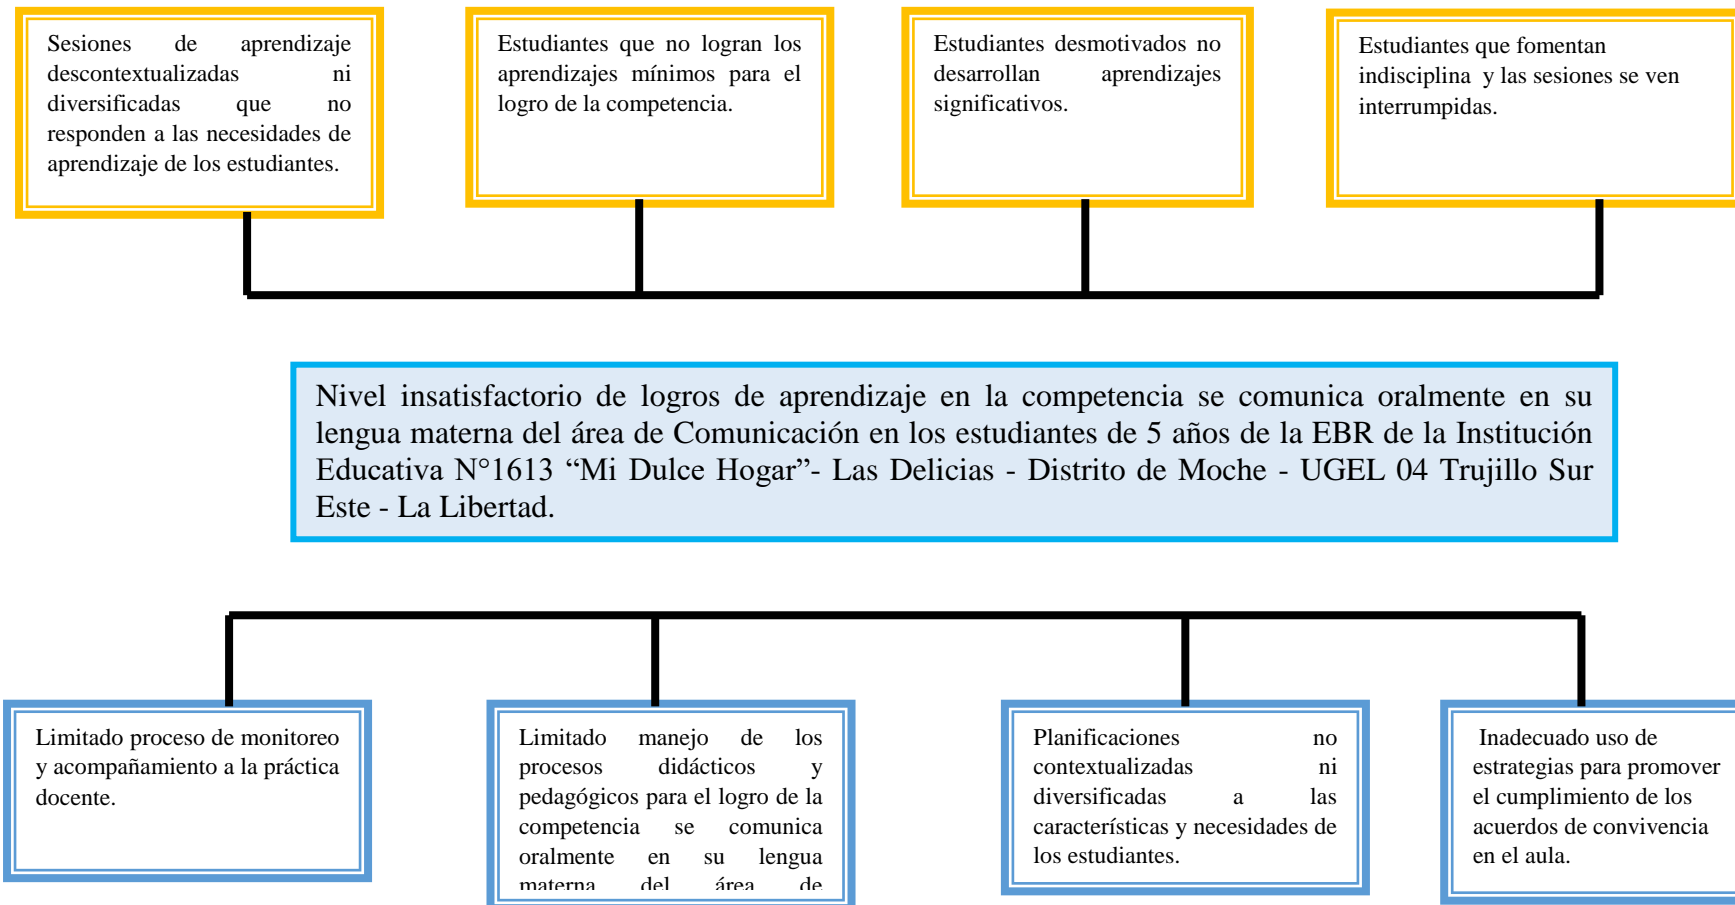 Sesiones de aprendizaje
descontextualizadas ni
diversificadas que no
responden a las necesidades de
aprendizaje de los estudiantes.
Estudiantes que no logran los
aprendizajes mínimos para el
logro de la competencia.
Estudiantes desmotivados no
desarrollan aprendizajes
significativos.
Estudiantes que fomentan
indisciplina y las sesiones se ven
interrumpidas.
Nivel insatisfactorio de logros de aprendizaje en la competencia se comunica oralmente en su
lengua materna del área de Comunicación en los estudiantes de 5 años de la EBR de la Institución
Educativa N°1613 “Mi Dulce Hogar”- Las Delicias - Distrito de Moche - UGEL 04 Trujillo Sur
Este - La Libertad.
Limitado proceso de monitoreo
y acompañamiento a la práctica
docente.
Limitado manejo de los
procesos didácticos y
pedagógicos para el logro de la
competencia se comunica
oralmente en su lengua
materna del área de
Planificaciones no
contextualizadas ni
diversificadas a las
características y necesidades de
los estudiantes.
Inadecuado uso de
estrategias para promover
el cumplimiento de los
acuerdos de convivencia
en el aula.